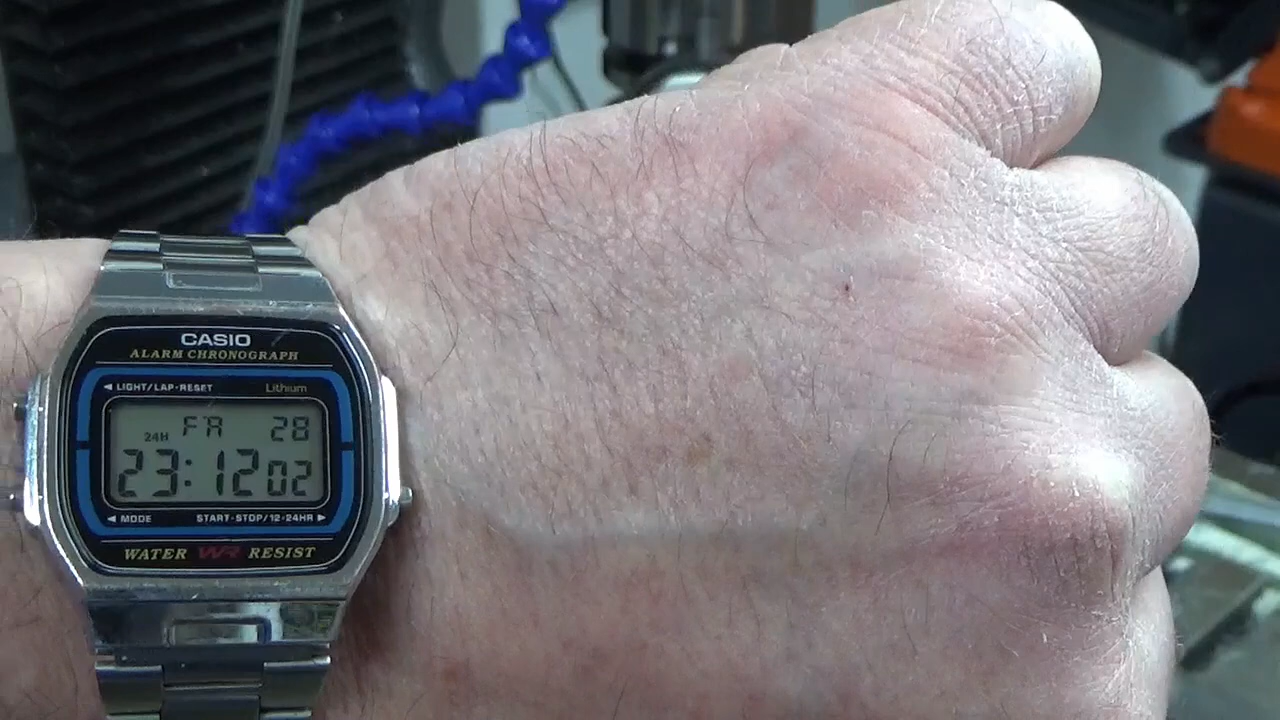 CASIO
ALARM CHRONOGRAPH
LIGHT/LAP-RESET Lithium
FR 28
24H
23:12 02
MODE START-STOP/12-24HR
WATER WR RESIST